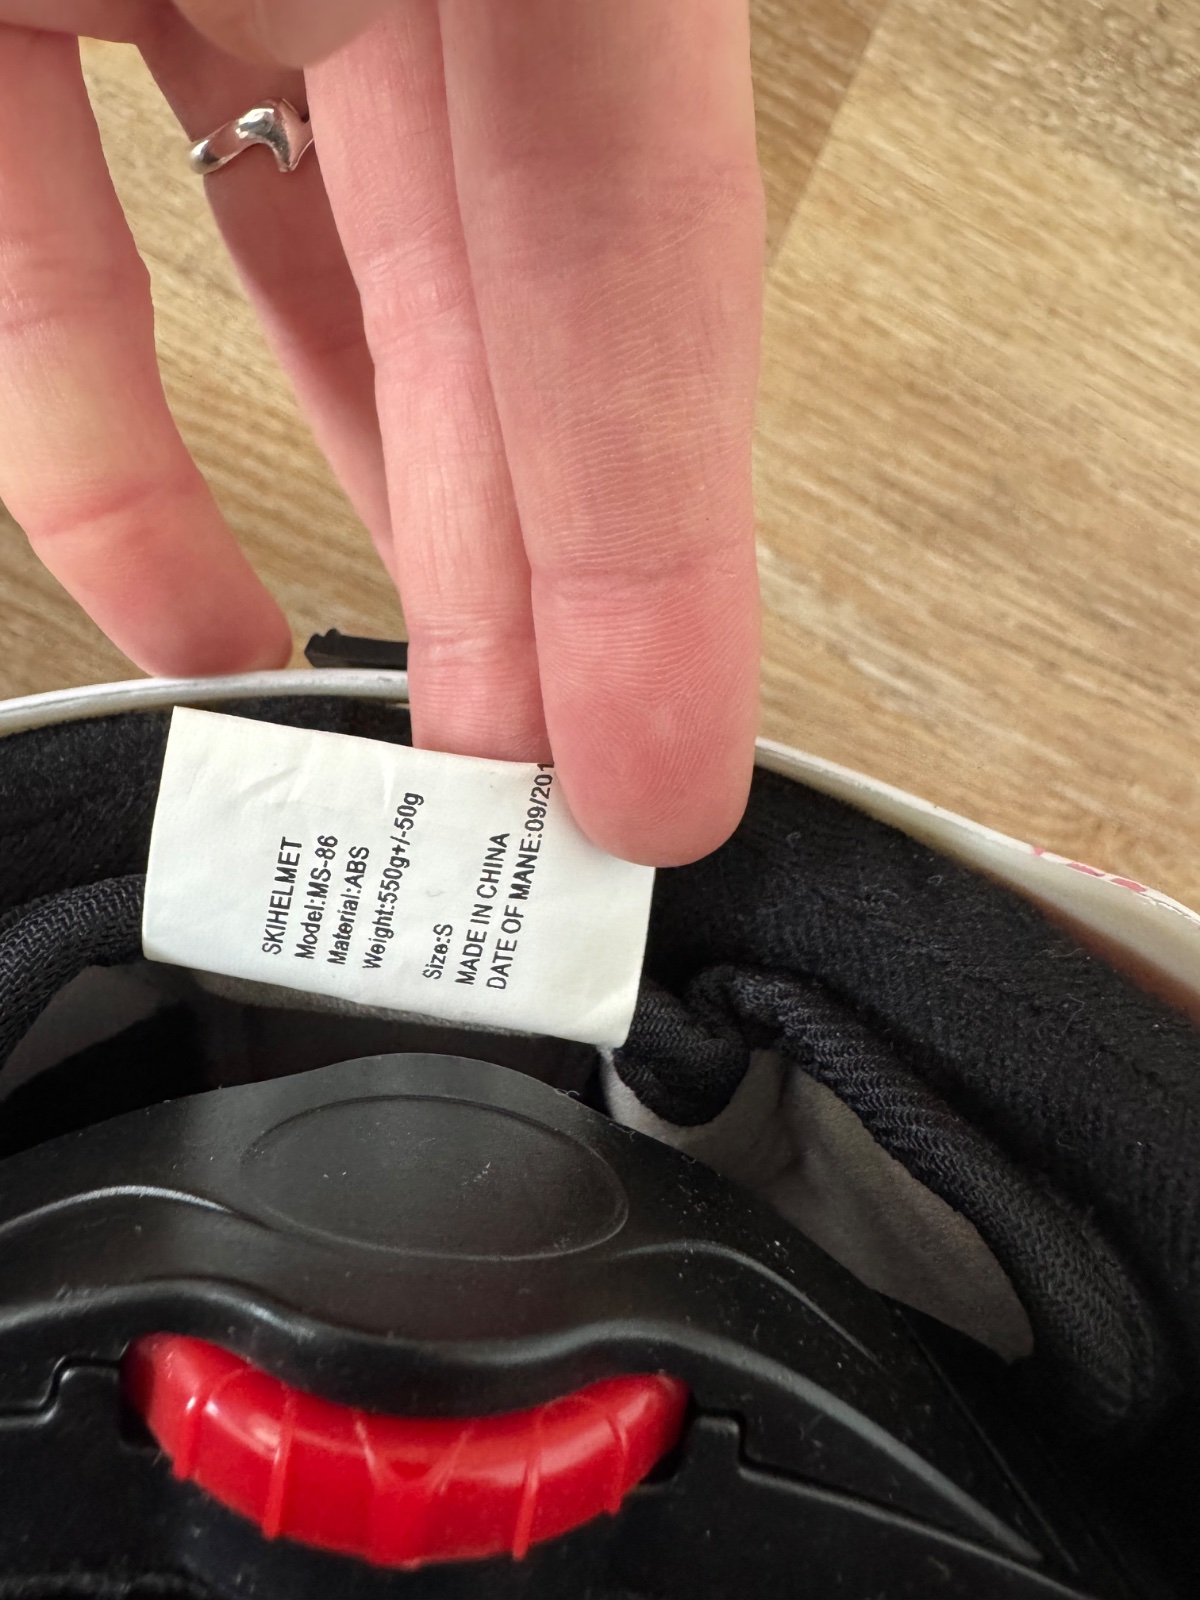 SKIHELMET
Model:MS-86
Material:ABS
Weight:550g+/-50g
Size:S
MADE IN CHINA
DATE OF MANE:09/201